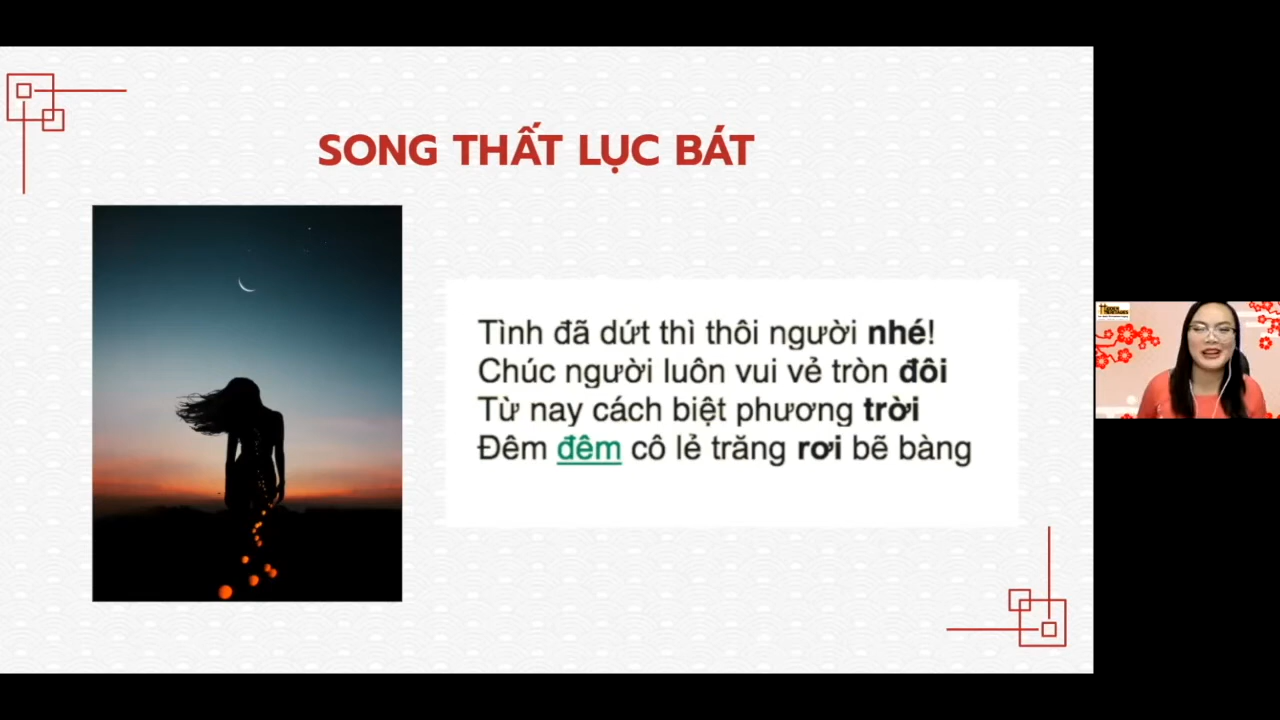 SONG THẤT LỤC BÁT
Tình đã dứt thì thôi người nhé!
Chúc người luôn vui vẻ tròn đôi
Từ nay cách biệt phương trời
Đêm đêm cô lẻ trăng rơi bẽ bàng